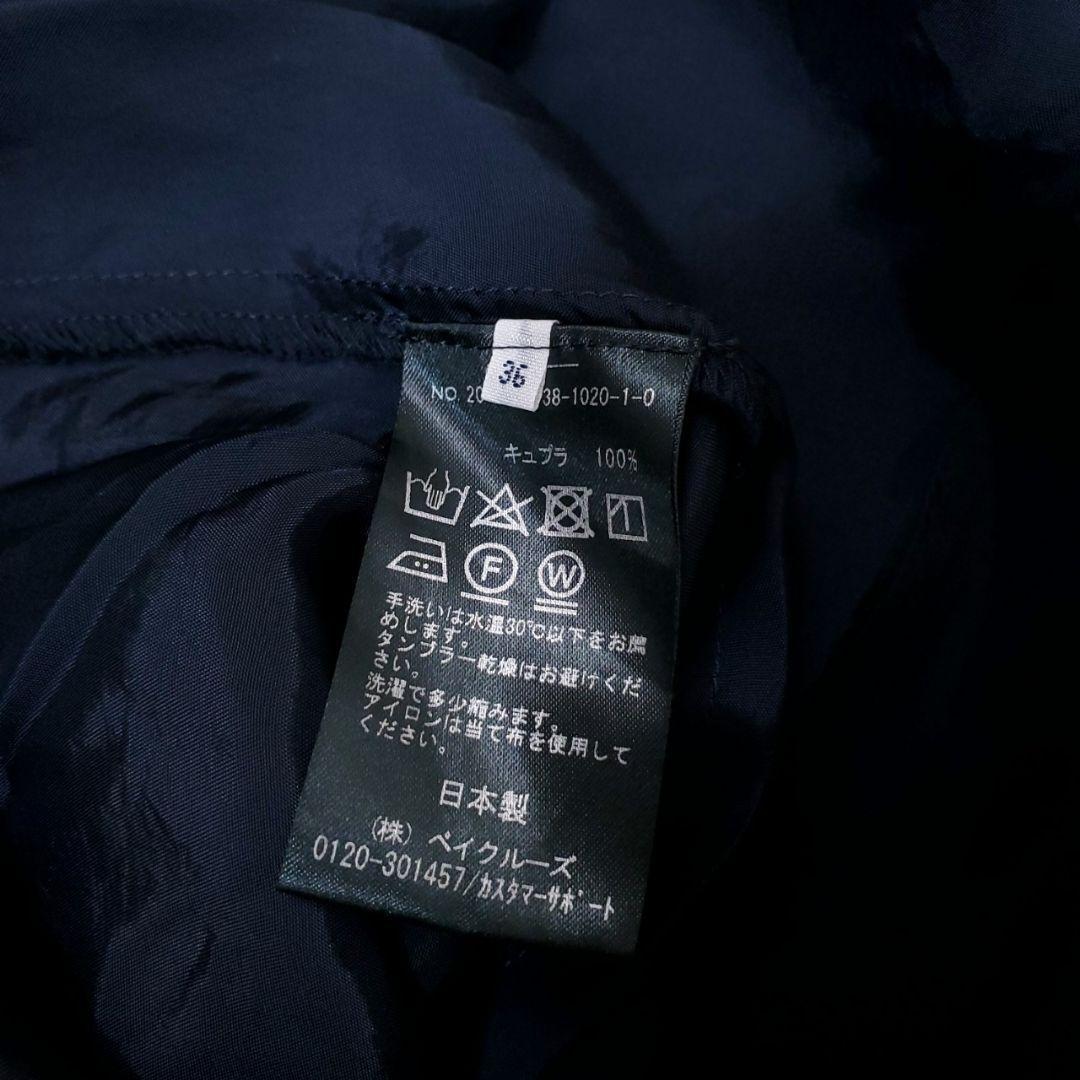 36
NO. 20 38-1020-1-0
キュプラ 100%
F W
手洗いは水温30℃以下をお薦
めします。
タンブラー乾燥はお避けくだ
さい。
洗濯で多少縮みます。
アイロンは当て布を使用して
ください。
日本製
(株) ベイクルーズ
0120-301457/カスタマーサポート